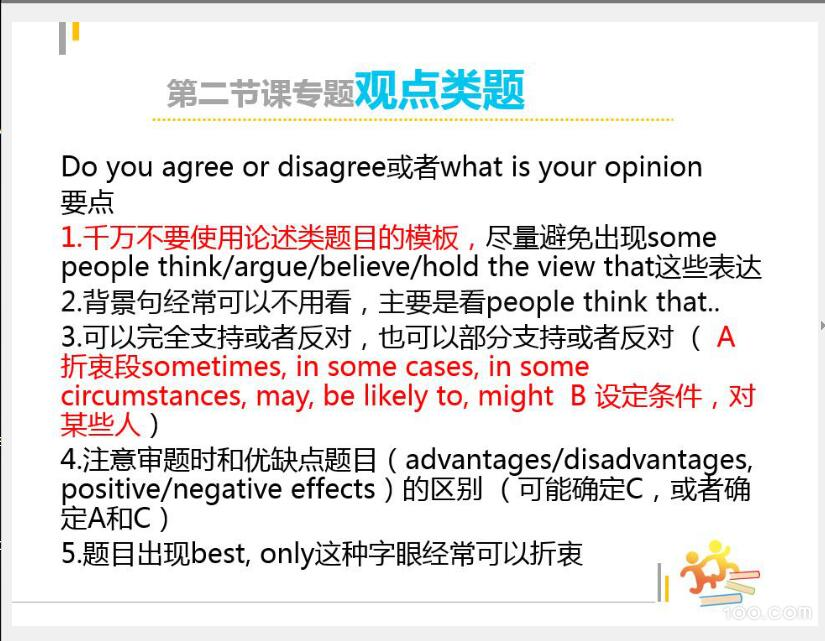 第二节课专题观点类题
Do you agree or disagree或者what is your opinion
要点
1.千万不要使用论述类题目的模板，尽量避免出现some
people think/argue/believe/hold the view that这些表达
2.背景句经常可以不用看，主要是看people think that..
3.可以完全支持或者反对，也可以部分支持或者反对（ A
折衷段sometimes, in some cases, in some
circumstances, may, be likely to, might  B 设定条件，对
某些人）
4.注意审题时和优缺点题目（advantages/disadvantages,
positive/negative effects）的区别 （可能确定C，或者确
定A和C）
5.题目出现best, only这种字眼经常可以折衷
100.com